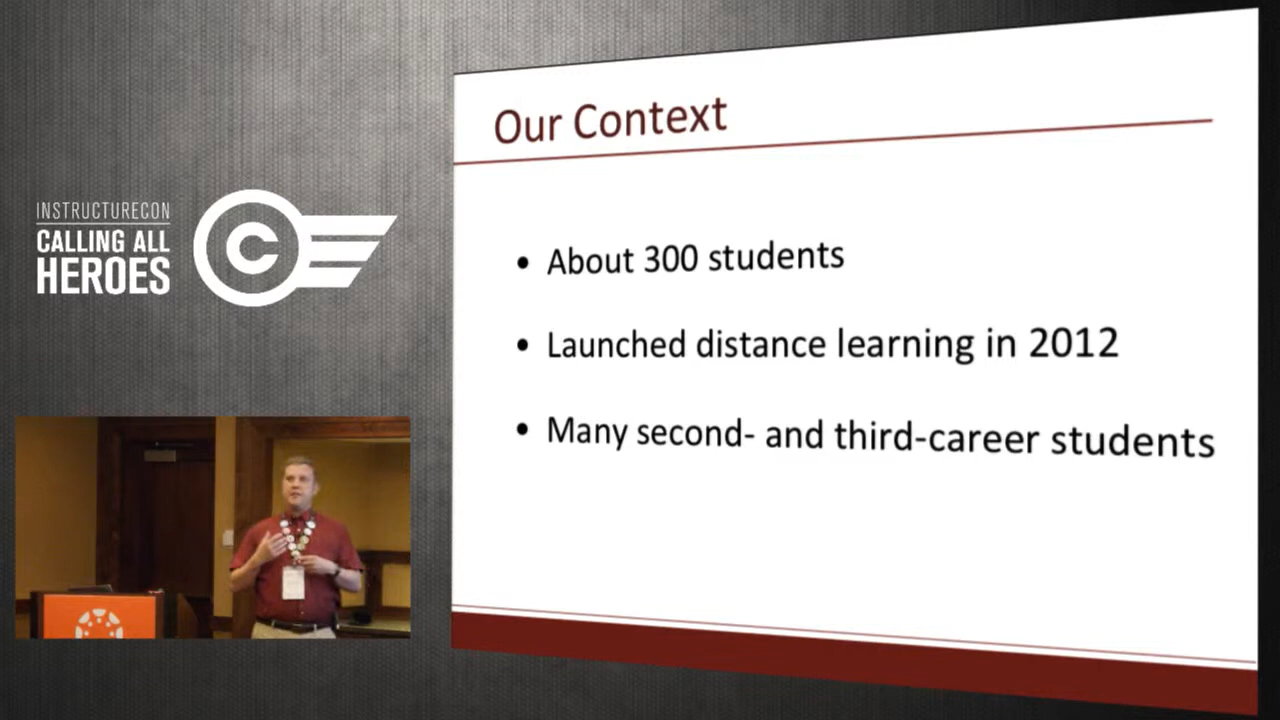 INSTRUCTURECON
CALLING ALL
HEROES
C
Our Context
• About 300 students
• Launched distance learning in 2012
• Many second- and third-career students